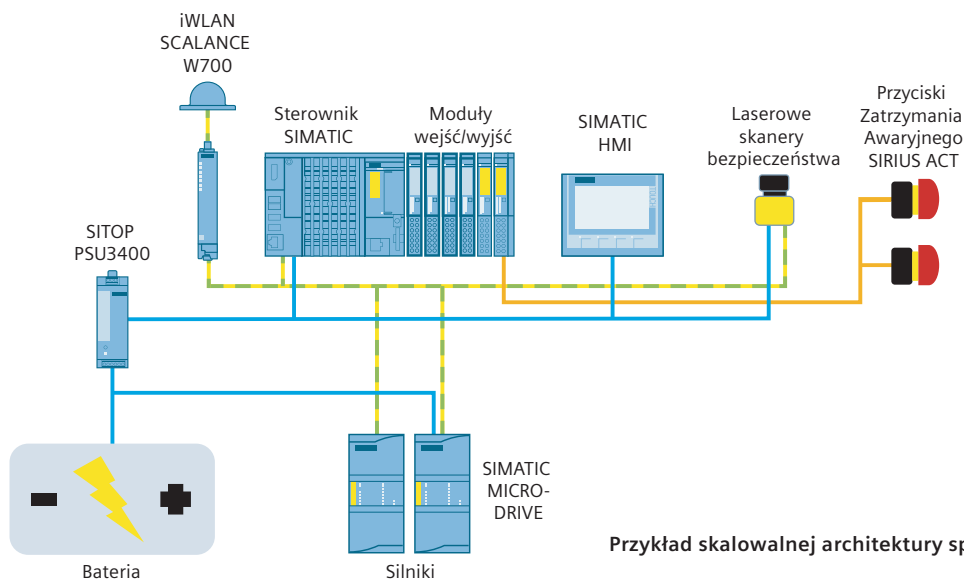 iWLAN
SCALANCE
W700
Sterownik
SIMATIC
Moduły
wejść/wyjść
SIMATIC
HMI
Laserowe
skanery
bezpieczeństwa
Przyciski
Zatrzymania
Awaryjnego
SIRIUS ACT
SITOP
PSU3400
SIMATIC
MICRO-
DRIVE
Bateria
Silniki
Przykład skalowalnej architektury sp